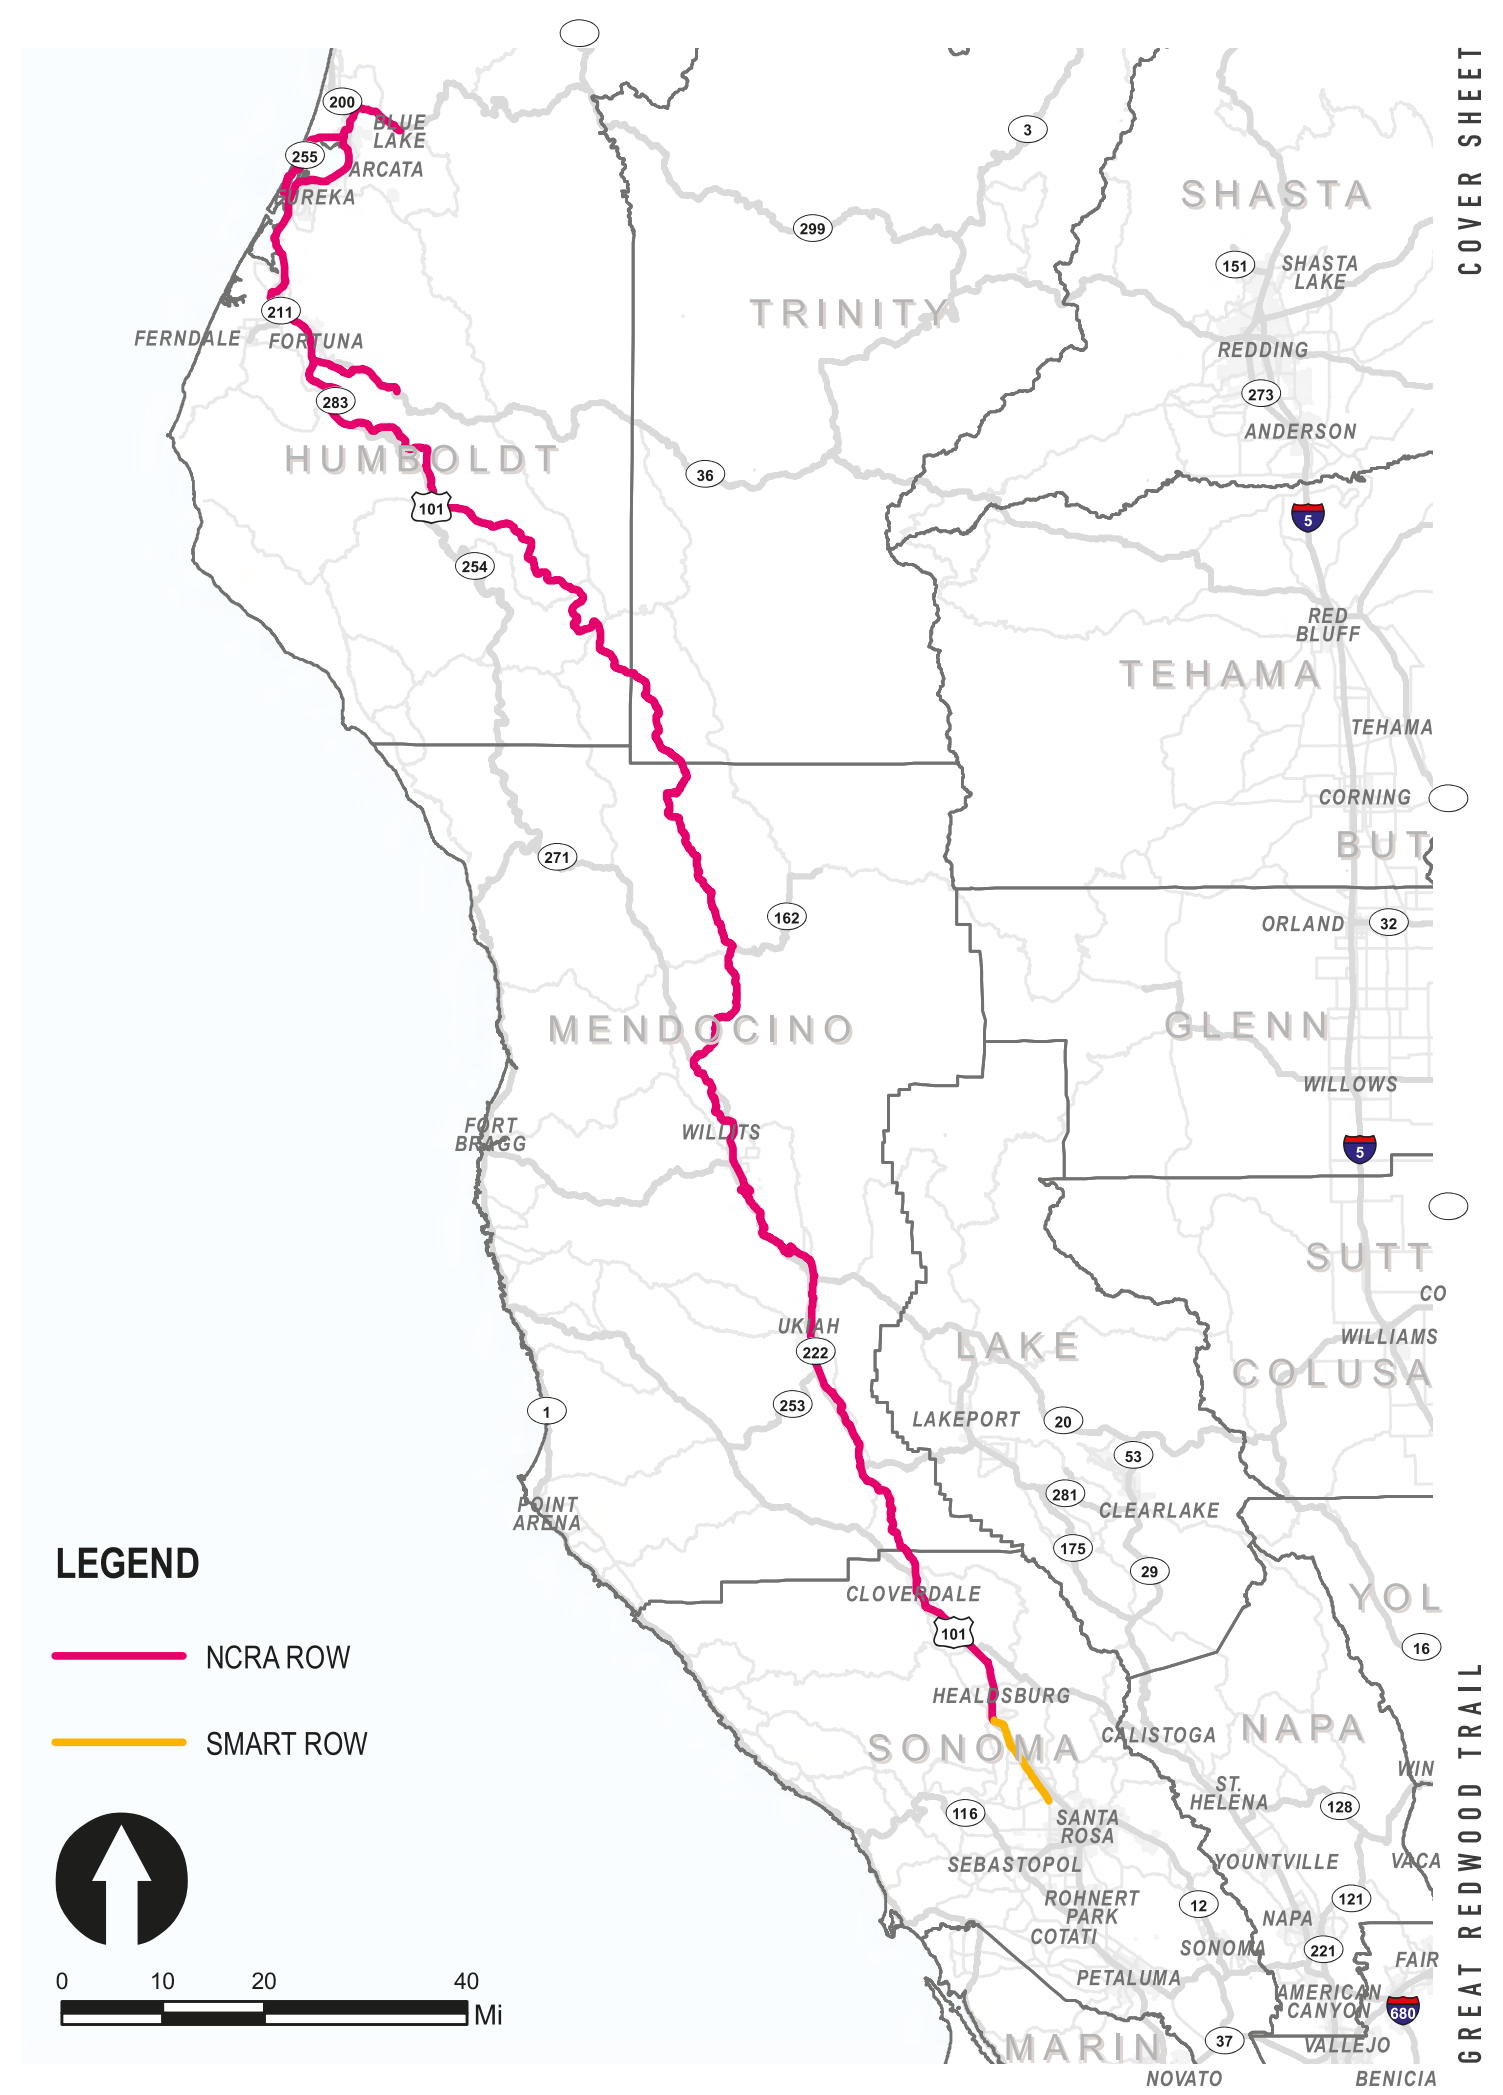 COVER SHEET
200
BLUE
LAKE
3
255
ARCATA
EUREKA
SHASTA
299
151
SHASTA
LAKE
211
TRINITY
FERNDALE
FORTUNA
REDDING
283
273
ANDERSON
HUMBOLDT
36
101
5
254
RED
BLUFF
TEHAMA
TEHAMA
CORNING
BUT
271
162
ORLAND
32
MENDOCINO
GLENN
WILLOWS
FORT
BRAGG
WILLITS
5
SUTT
CO
UKIAH
WILLIAMS
222
LAKE
COLUSA
253
1
LAKEPORT
20
53
281
CLEARLAKE
POINT
ARENA
175
29
LEGEND
CLOVERDALE
YOL
101
16
NCRA ROW
HEALDSBURG
SONOMA
CALISTOGA
NAPA
SMART ROW
WIN
ST.
HELENA
128
116
SANTA
ROSA
SEBASTOPOL
YOUNTVILLE
VACA
ROHNERT
PARK
12
121
COTATI
NAPA
SONOMA
221
FAIR
PETALUMA
AMERICAN
CANYON
680
0 10 20 40
Mi
MARIN
37
VALLEJO
NOVATO
BENICIA
GREAT REDWOOD TRAIL